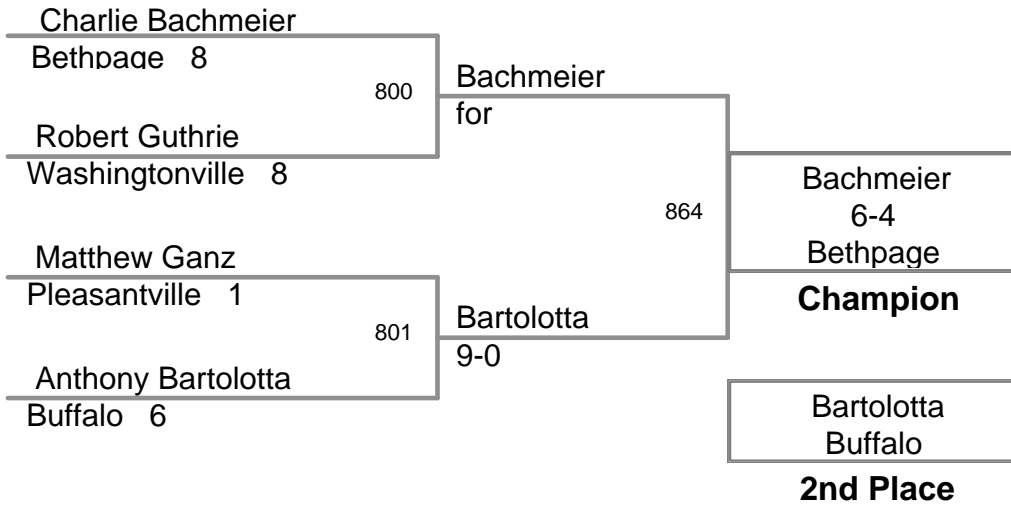 Charlie Bachmeier
Bethpage 8
800
Bachmeier
for
Robert Guthrie
Washingtonville 8
864
Bachmeier
6-4
Bethpage
Champion
Matthew Ganz
Pleasantville 1
801
Bartolotta
9-0
Anthony Bartolotta
Buffalo 6
Bartolotta
Buffalo
2nd Place